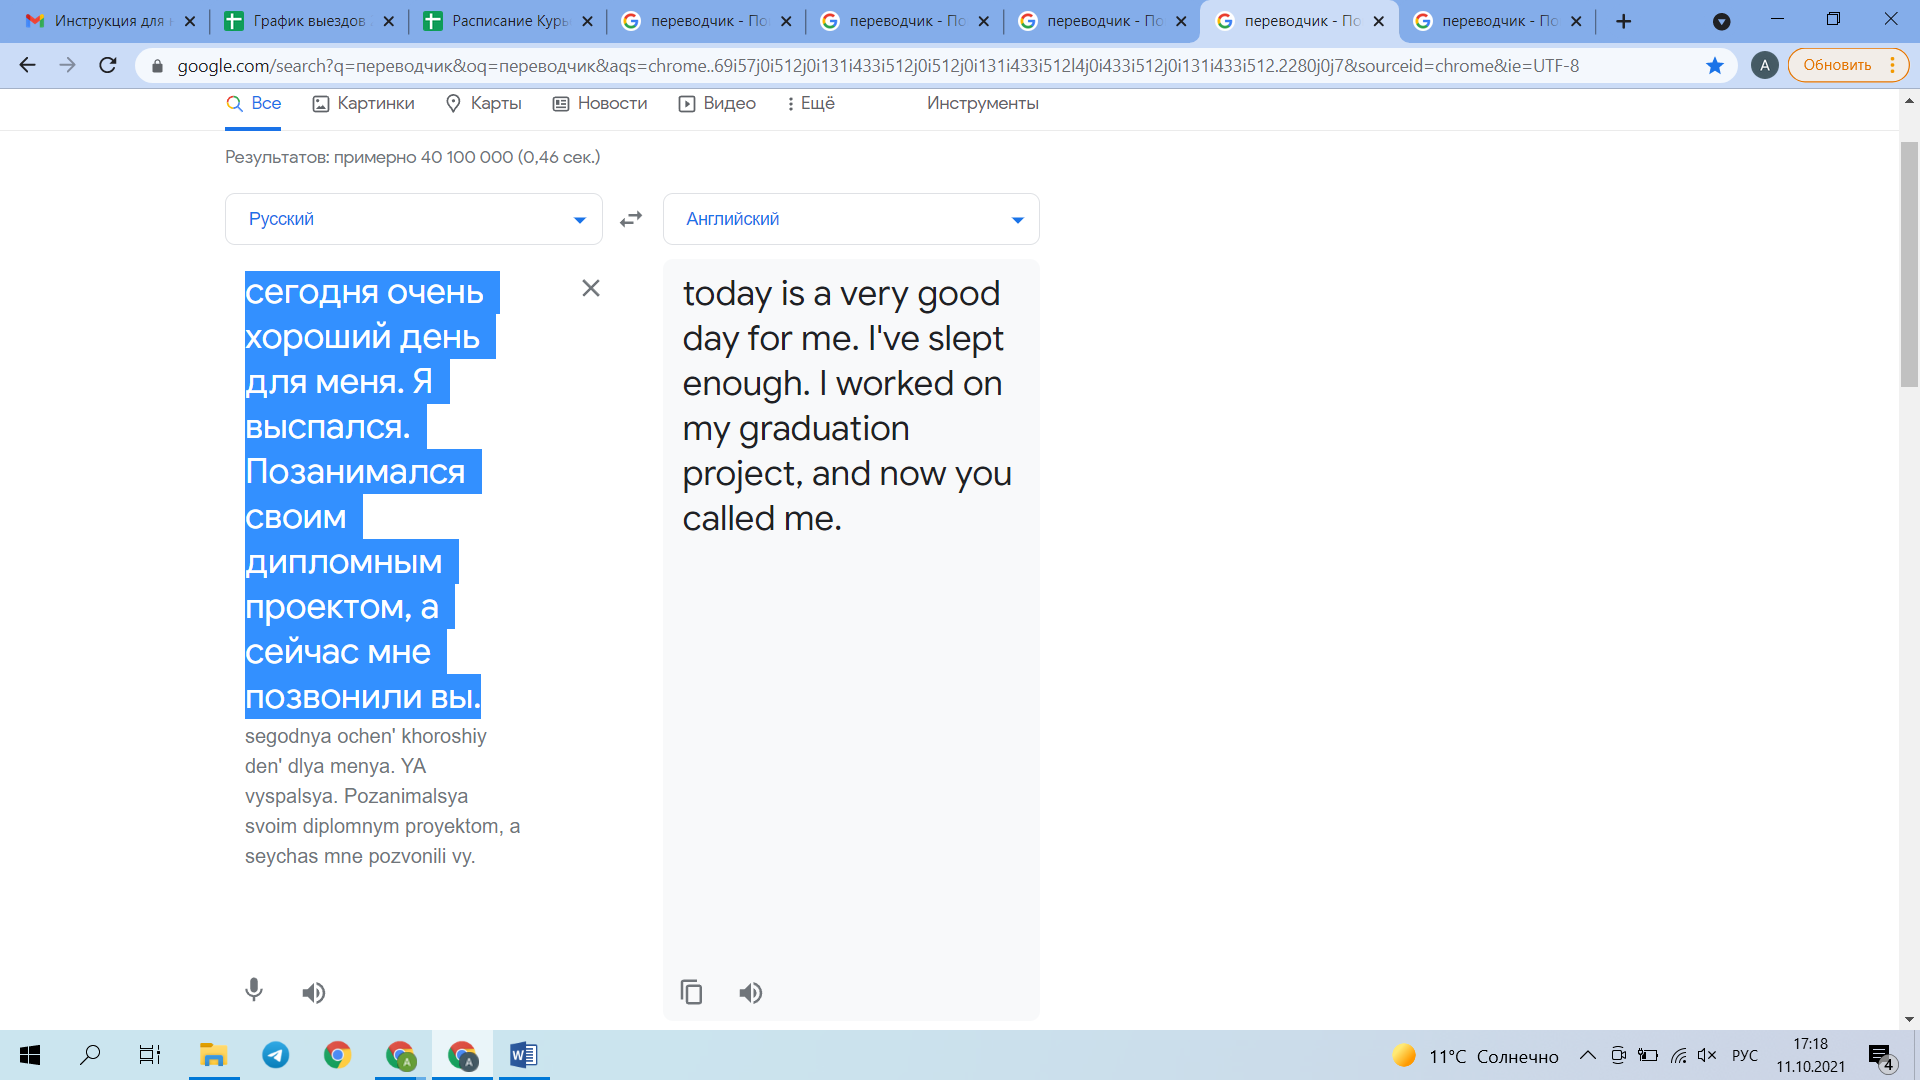 Инструкция для н
График выездов
Расписание Курь
переводчик - По
переводчик - По
переводчик - По
переводчик - По
переводчик - По
google.com/search?q=переводчик&oq=переводчик&aqs=chrome..69i57j0i512j0i131i433i512j0i512j0i131i433i512l4j0i433i512j0i131i433i512.2280j0j7&sourceid=chrome&ie=UTF-8
A
Обновить
Все
Картинки
Карты
Новости
Видео
Ещё
Инструменты
Результатов: примерно 40 100 000 (0,46 сек.)
Русский
Английский
сегодня очень
хороший день
для меня. Я
выспался.
Позанимался
своим
дипломным
проектом, а
сейчас мне
позвонили вы.
segodnya ochen' khoroshiy
den' dlya menya. YA
vyspalsya. Pozanimalsya
svoim diplomnym proyektom, a
seychas mne pozvonili vy.
today is a very good
day for me. I've slept
enough. I worked on
my graduation
project, and now you
called me.
11°C Солнечно
РУС
17:18
11.10.2021
4